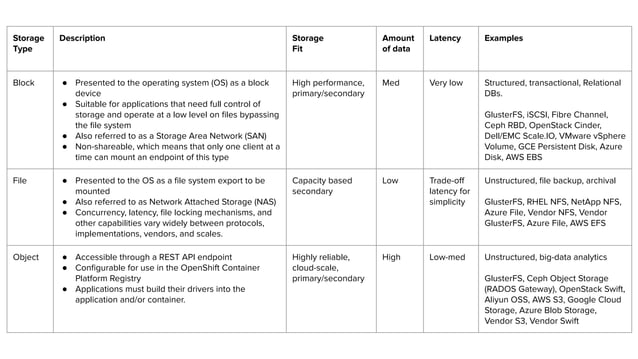 Storage Type
Description
Storage Fit
Amount of data
Latency
Examples
Block
● Presented to the operating system (OS) as a block
device
● Suitable for applications that need full control of
storage and operate at a low level on files bypassing
the file system
● Also referred to as a Storage Area Network (SAN)
● Non-shareable, which means that only one client at a
time can mount an endpoint of this type
High performance,
primary/secondary
Med
Very low
Structured, transactional, Relational
DBs.
GlusterFS, iSCSI, Fibre Channel,
Ceph RBD, OpenStack Cinder,
Dell/EMC Scale.IO, VMware vSphere
Volume, GCE Persistent Disk, Azure
Disk, AWS EBS
File
● Presented to the OS as a file system export to be
mounted
● Also referred to as Network Attached Storage (NAS)
● Concurrency, latency, file locking mechanisms, and
other capabilities vary widely between protocols,
implementations, vendors, and scales.
Capacity based
secondary
Low
Trade-off
latency for
simplicity
Unstructured, file backup, archival
GlusterFS, RHEL NFS, NetApp NFS,
Azure File, Vendor NFS, Vendor
GlusterFS, Azure File, AWS EFS
Object
● Accessible through a REST API endpoint
● Configurable for use in the OpenShift Container
Platform Registry
● Applications must build their drivers into the
application and/or container.
Highly reliable,
cloud-scale,
primary/secondary
High
Low-med
Unstructured, big-data analytics
GlusterFS, Ceph Object Storage
(RADOS Gateway), OpenStack Swift,
Aliyun OSS, AWS S3, Google Cloud
Storage, Azure Blob Storage,
Vendor S3, Vendor Swift